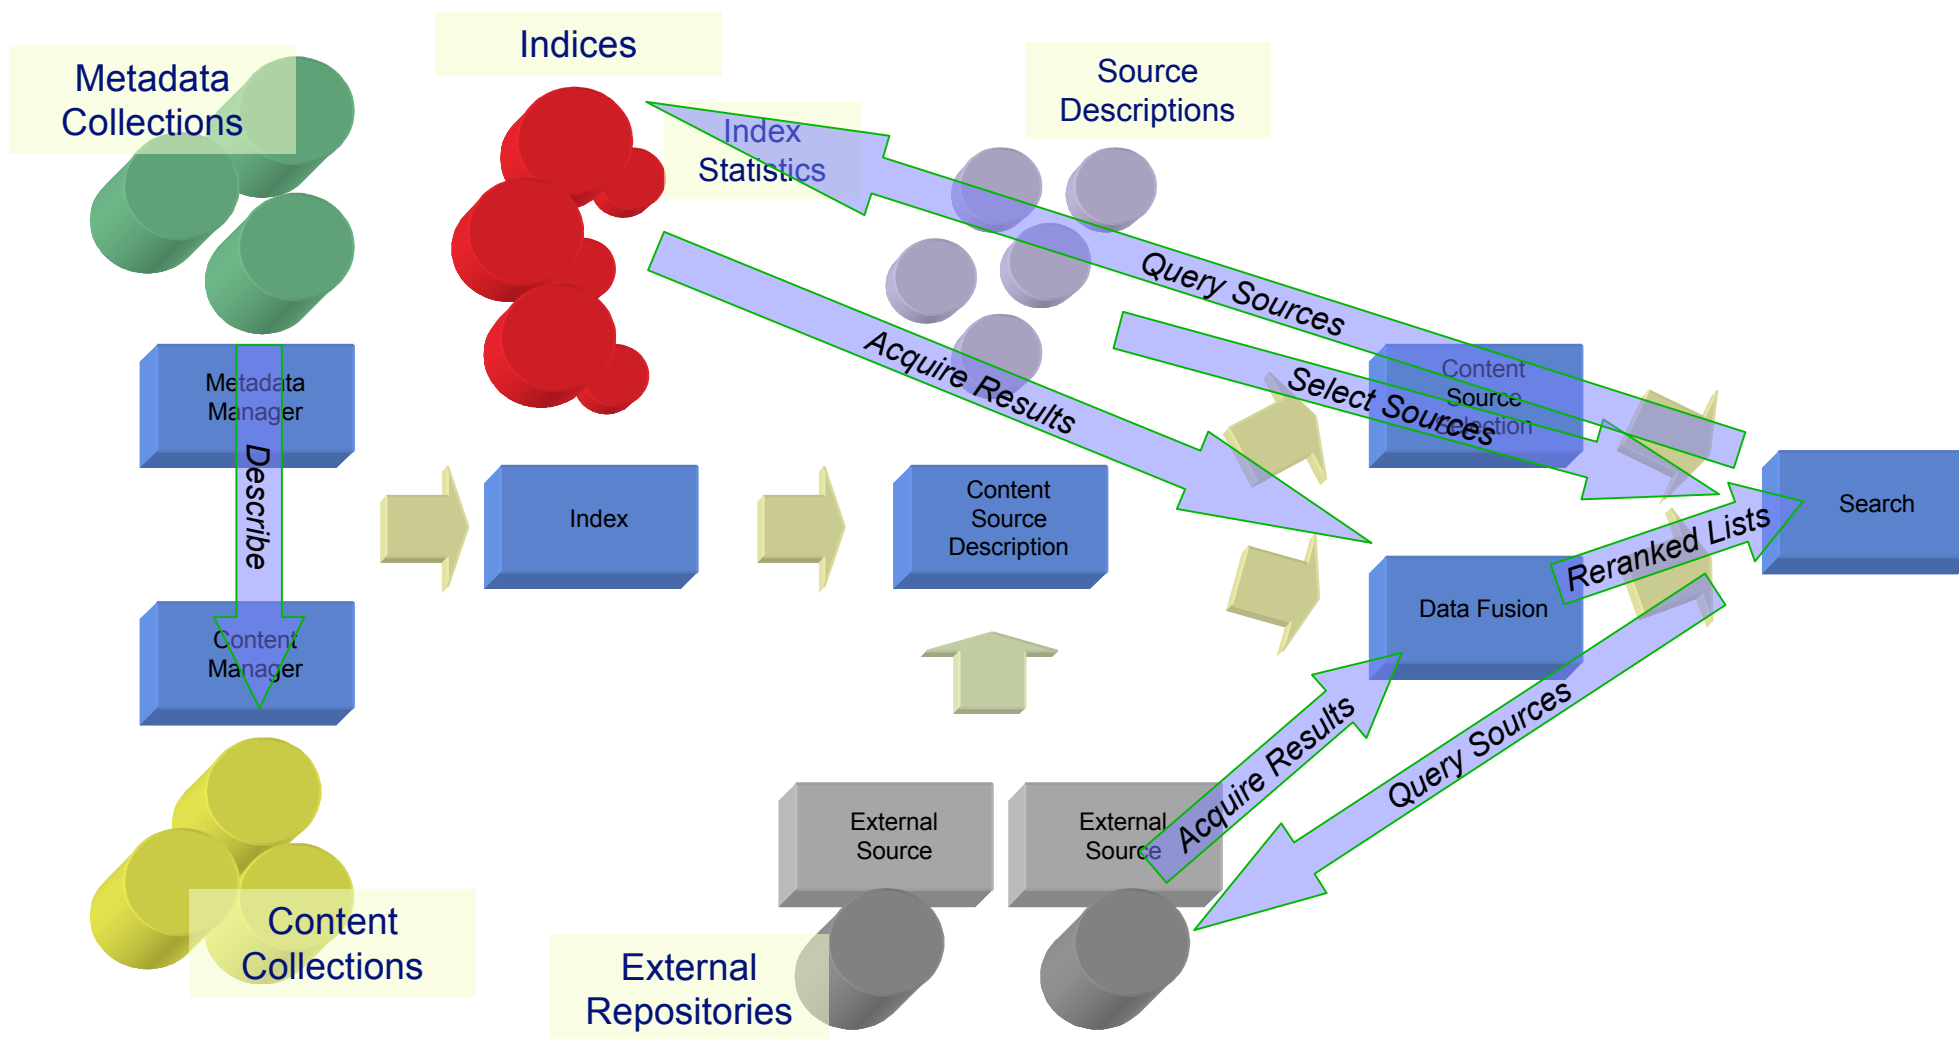 Indices
Metadata
Collections
Source
Descriptions
Index
Statistics
Query Sources
Acquire Results
Select Sources
Content
Source
Selection
Metadata
Manager
Describe
Index
Content
Source
Description
Search
Reranked Lists
Data Fusion
Content
Manager
Acquire Results
Query Sources
External
Source
External
Source
Content
Collections
External
Repositories